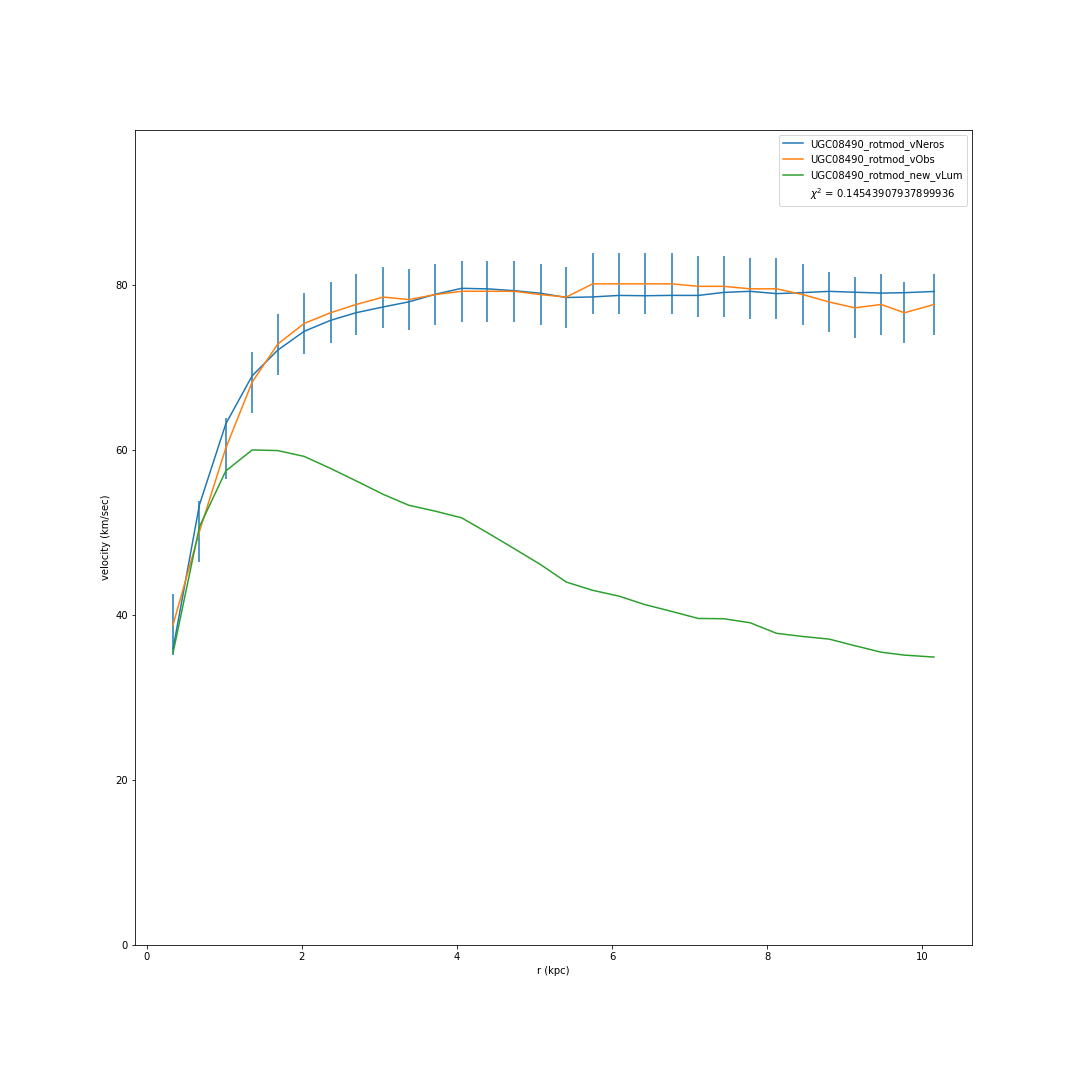 UGC08490_rotmod_vNeros
UGC08490_rotmod_vObs
UGC08490_rotmod_new_vLum
χ² = 0.14543907937899936
80
60
40
20
0
velocity (km/sec)
0 2 4 6 8 10
r (kpc)